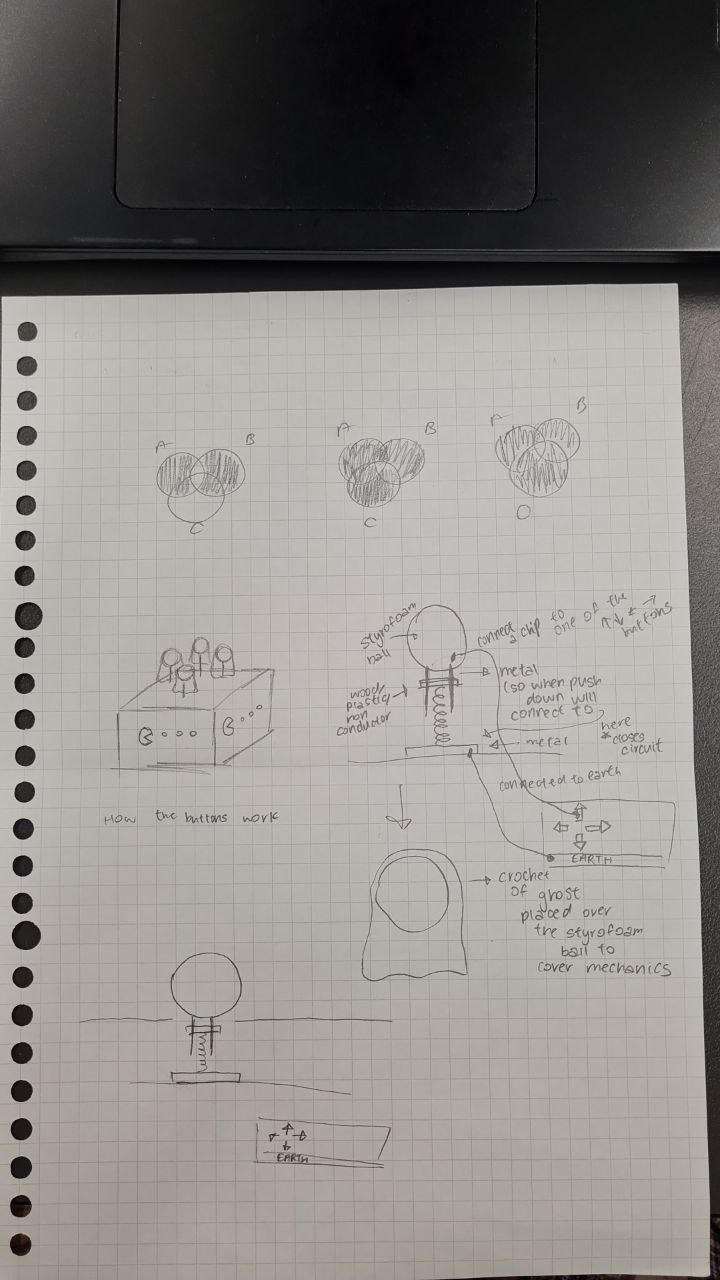 A B
C
A B
C
A B
O
styrofoam
ball
connect
a chip to
one of the
↑↓←→
buttons
wood,
plastic,
non
conductor
metal
(so when push
down will
connect to
here
*closes
circuit
metal
connected to earth
EARTH
How the buttons work
crochet
of ghost
placed over
the styrofoam
ball to
cover mechanics
EARTH